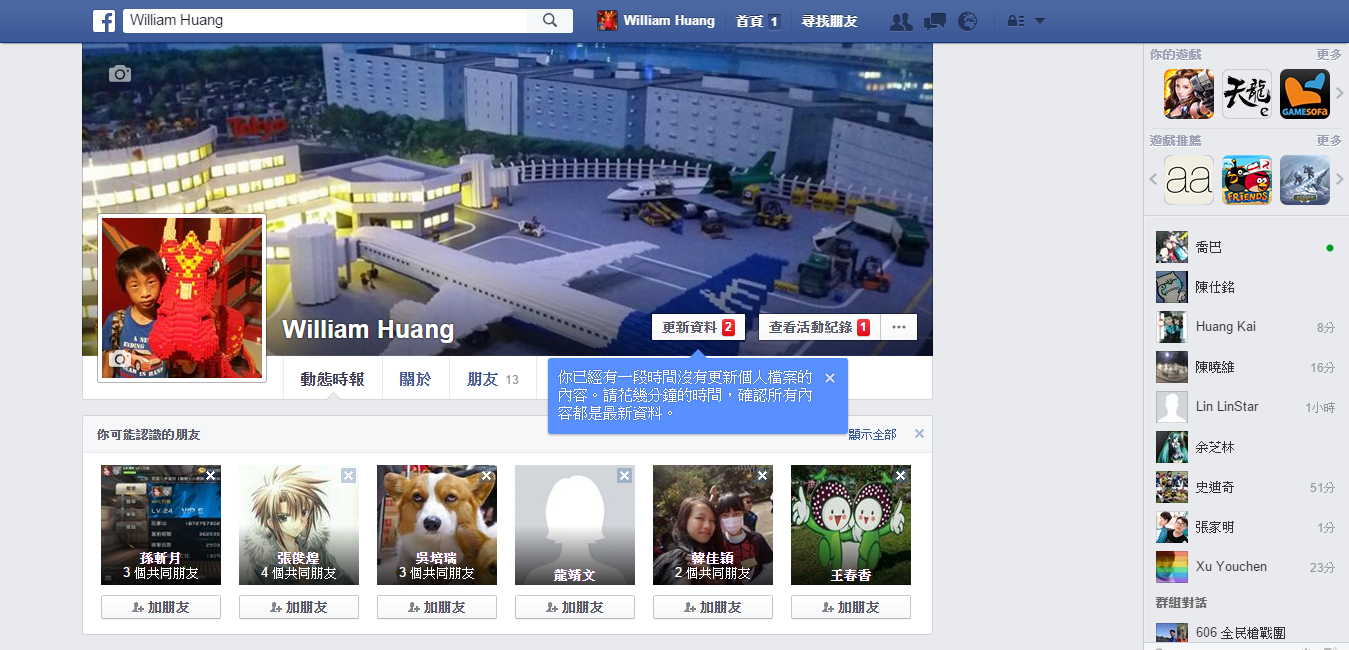 William Huang
William Huang
首頁 1
尋找朋友
你的遊戲 更多
天龍e
GAMESOFA
遊戲推薦 更多
aa
FRIENDS
Tokyo
William Huang
更新資料 2
查看活動紀錄 1
動態時報
關於
朋友 13
你已經有一段時間沒有更新個人檔案的
內容。請花幾分鐘的時間，確認所有內
容都是最新資料。
你可能認識的朋友
顯示全部
孫斬月
3 個共同朋友
張俊煌
4 個共同朋友
吳培瑞
3 個共同朋友
龍靖文
韓佳穎
2 個共同朋友
王春香
加朋友
加朋友
加朋友
加朋友
加朋友
加朋友
喬巴
陳仕銘
Huang Kai 8分
陳曉維 16分
Lin LinStar 1小時
余芝林
史迪奇 51分
張家明 1分
Xu Youchen 23分
群組對話
606 全民槍戰團